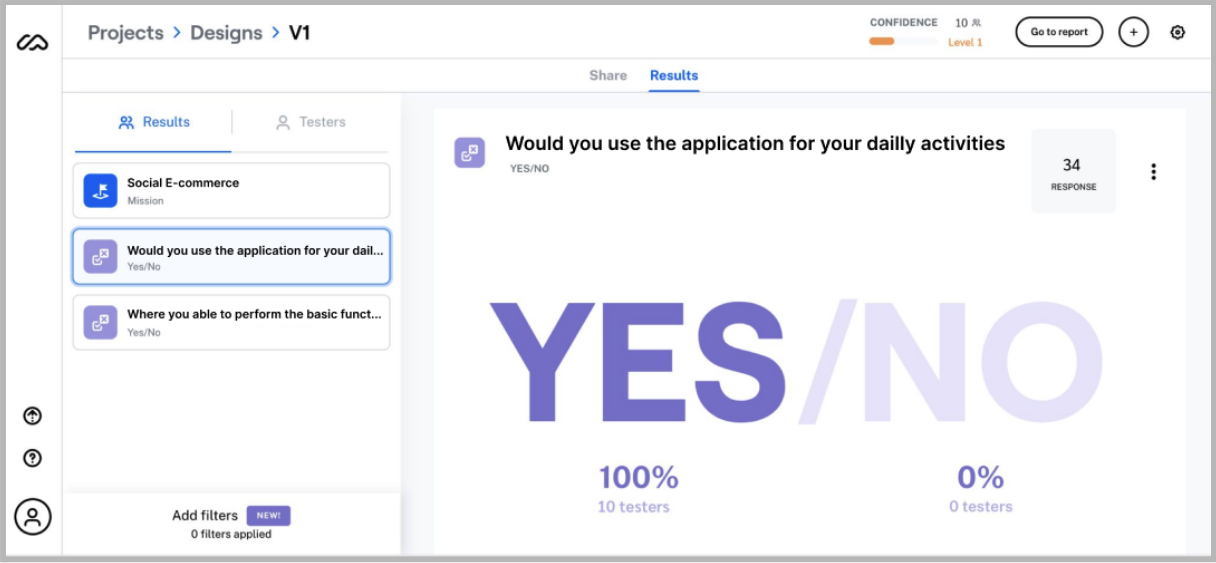 Projects > Designs > V1
CONFIDENCE 10
Level 1
Go to report
+
Share Results
Results Testers
Social E-commerce
Mission
Would you use the application for your dail...
Yes/No
Where you able to perform the basic funct...
Yes/No
Add filters NEW!
0 filters applied
Would you use the application for your dailly activities
YES/NO
34
RESPONSE
YES/NO
100% 0%
10 testers 0 testers